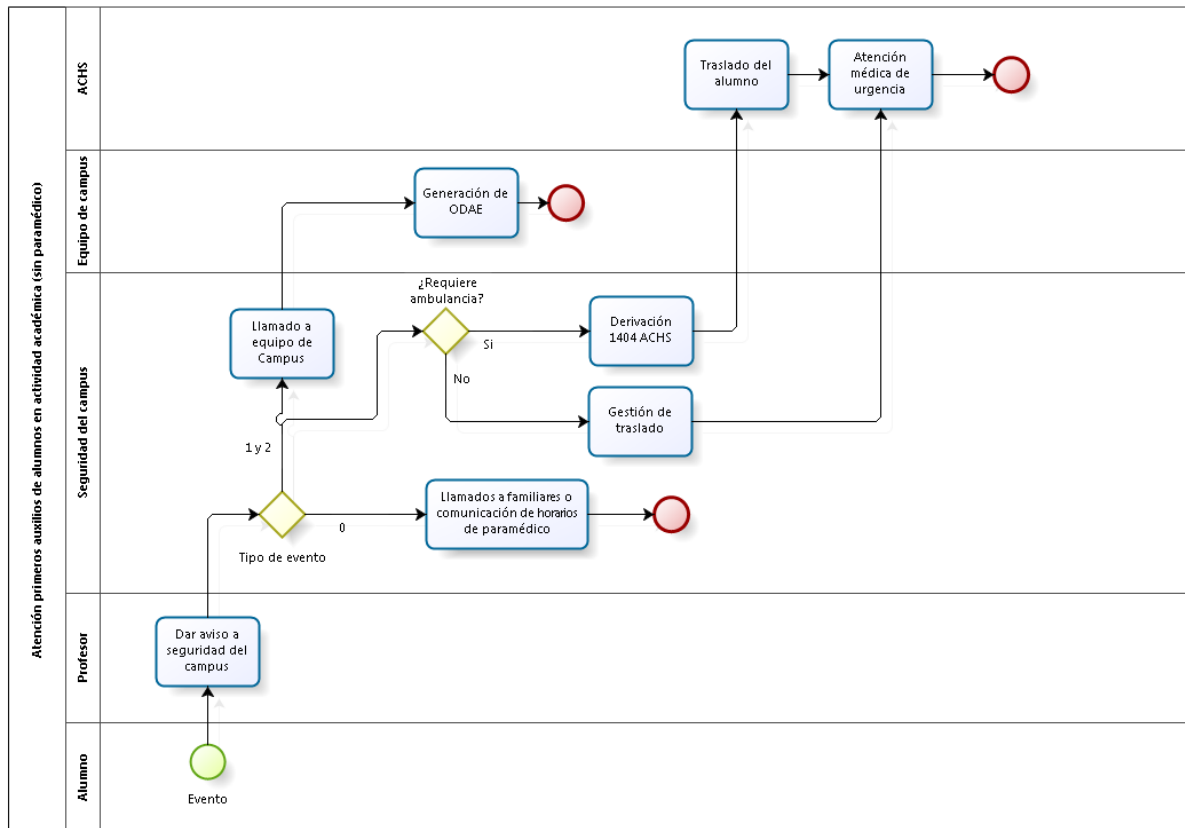 Atención primeros auxilios de alumnos en actividad académica (sin paramédico)
ACHS
Traslado del
alumno
Atención
médica de
urgencia
Equipo de campus
Generación de
ODAE
Seguridad del campus
¿Requiere
ambulancia?
Llamado a
equipo de
Campus
Si
Derivación
1404 ACHS
No
Gestión de
traslado
1 y 2
Tipo de evento
0
Llamados a familiares o
comunicación de horarios
de paramédico
Profesor
Dar aviso a
seguridad del
campus
Alumno
Evento